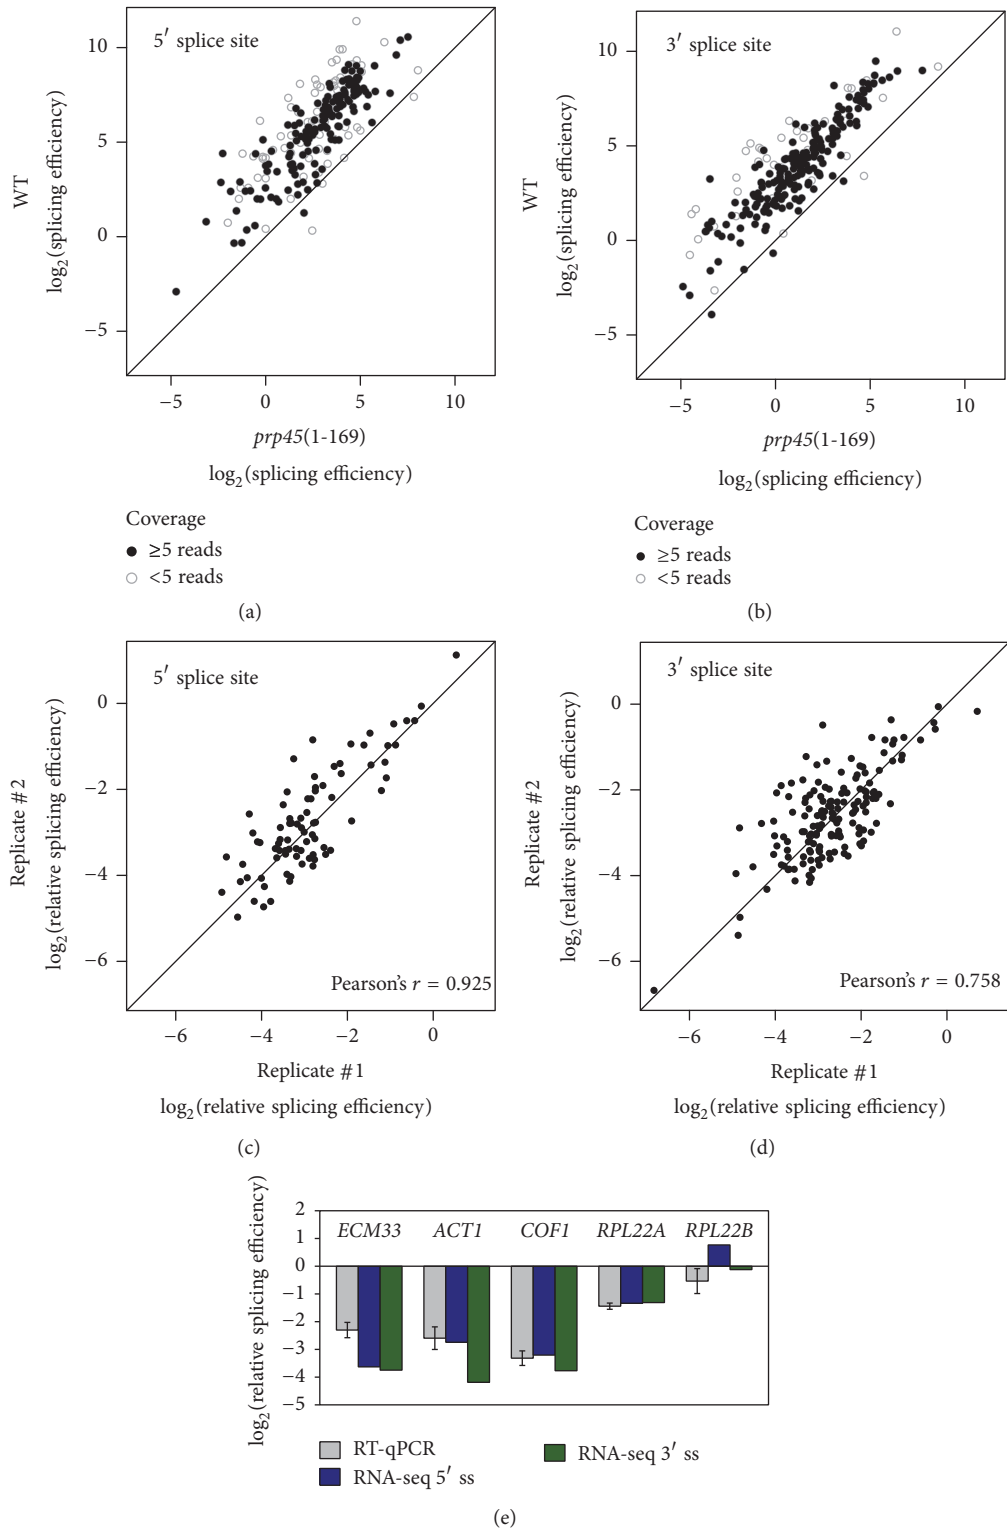 5′ splice site
10
5
0
−5
WT
log₂(splicing efficiency)
−5 0 5 10
prp45(1-169)
log₂(splicing efficiency)
Coverage
≥5 reads
<5 reads
(a)
3′ splice site
10
5
0
−5
WT
log₂(splicing efficiency)
−5 0 5 10
prp45(1-169)
log₂(splicing efficiency)
Coverage
≥5 reads
<5 reads
(b)
5′ splice site
0
−2
−4
−6
Replicate #2
log₂(relative splicing efficiency)
Pearson's r = 0.925
−6 −4 −2 0
Replicate #1
log₂(relative splicing efficiency)
(c)
3′ splice site
0
−2
−4
−6
Replicate #2
log₂(relative splicing efficiency)
Pearson's r = 0.758
−6 −4 −2 0
Replicate #1
log₂(relative splicing efficiency)
(d)
log₂(relative splicing efficiency)
2
1
0
−1
−2
−3
−4
−5
ECM33 ACT1 COF1 RPL22A RPL22B
RT-qPCR
RNA-seq 5′ ss
RNA-seq 3′ ss
(e)